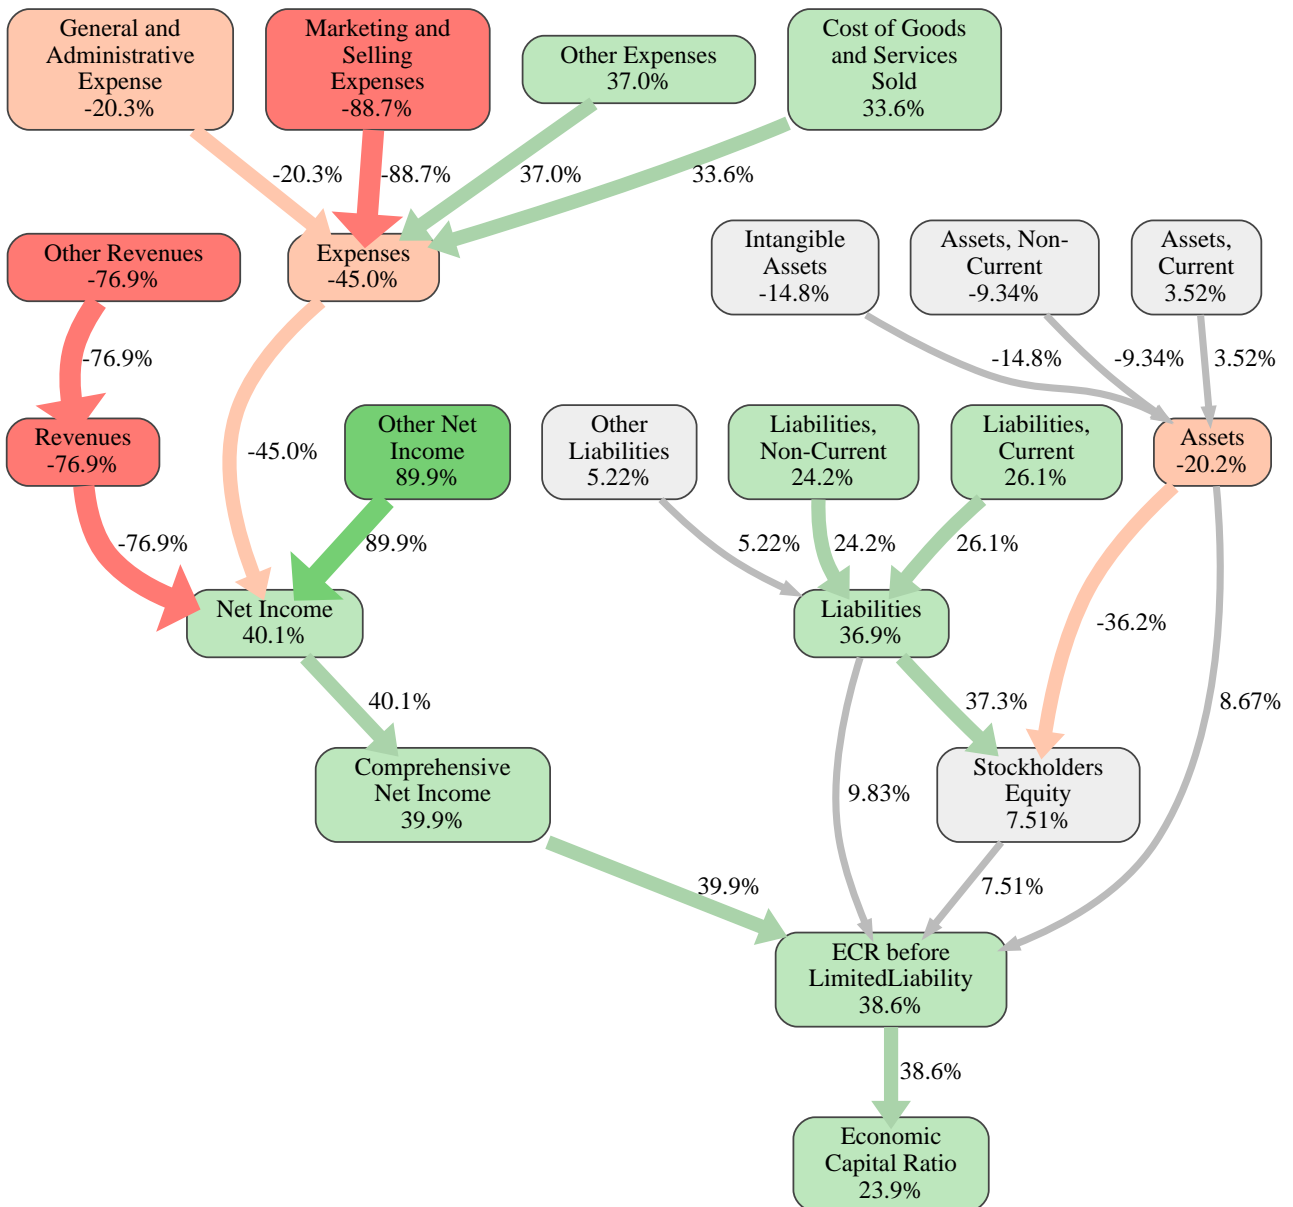 General and
Administrative
Expense
-20.3%
Marketing and
Selling
Expenses
-88.7%
Other Expenses
37.0%
Cost of Goods
and Services
Sold
33.6%
-20.3%
-88.7%
37.0%
33.6%
Other Revenues
-76.9%
Expenses
-45.0%
Intangible
Assets
-14.8%
Assets, Non-
Current
-9.34%
Assets,
Current
3.52%
-76.9%
-14.8%
-9.34%
3.52%
Revenues
-76.9%
-45.0%
Other Net
Income
89.9%
Other
Liabilities
5.22%
Liabilities,
Non-Current
24.2%
Liabilities,
Current
26.1%
Assets
-20.2%
-76.9%
89.9%
5.22%
24.2%
26.1%
-36.2%
Net Income
40.1%
Liabilities
36.9%
40.1%
37.3%
8.67%
Comprehensive
Net Income
39.9%
9.83%
Stockholders
Equity
7.51%
39.9%
7.51%
ECR before
LimitedLiability
38.6%
38.6%
Economic
Capital Ratio
23.9%